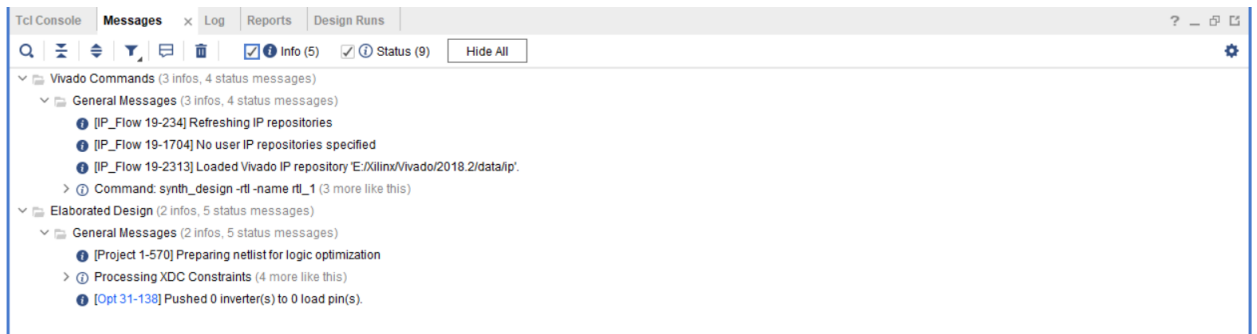 Tcl Console Messages × Log Reports Design Runs ? _
Info (5) Status (9) Hide All
Vivado Commands (3 infos, 4 status messages)
General Messages (3 infos, 4 status messages)
[IP_Flow 19-234] Refreshing IP repositories
[IP_Flow 19-1704] No user IP repositories specified
[IP_Flow 19-2313] Loaded Vivado IP repository 'E:/Xilinx/Vivado/2018.2/data/ip'.
Command: synth_design -rtl -name rtl_1 (3 more like this)
Elaborated Design (2 infos, 5 status messages)
General Messages (2 infos, 5 status messages)
[Project 1-570] Preparing netlist for logic optimization
Processing XDC Constraints (4 more like this)
[Opt 31-138] Pushed 0 inverter(s) to 0 load pin(s).